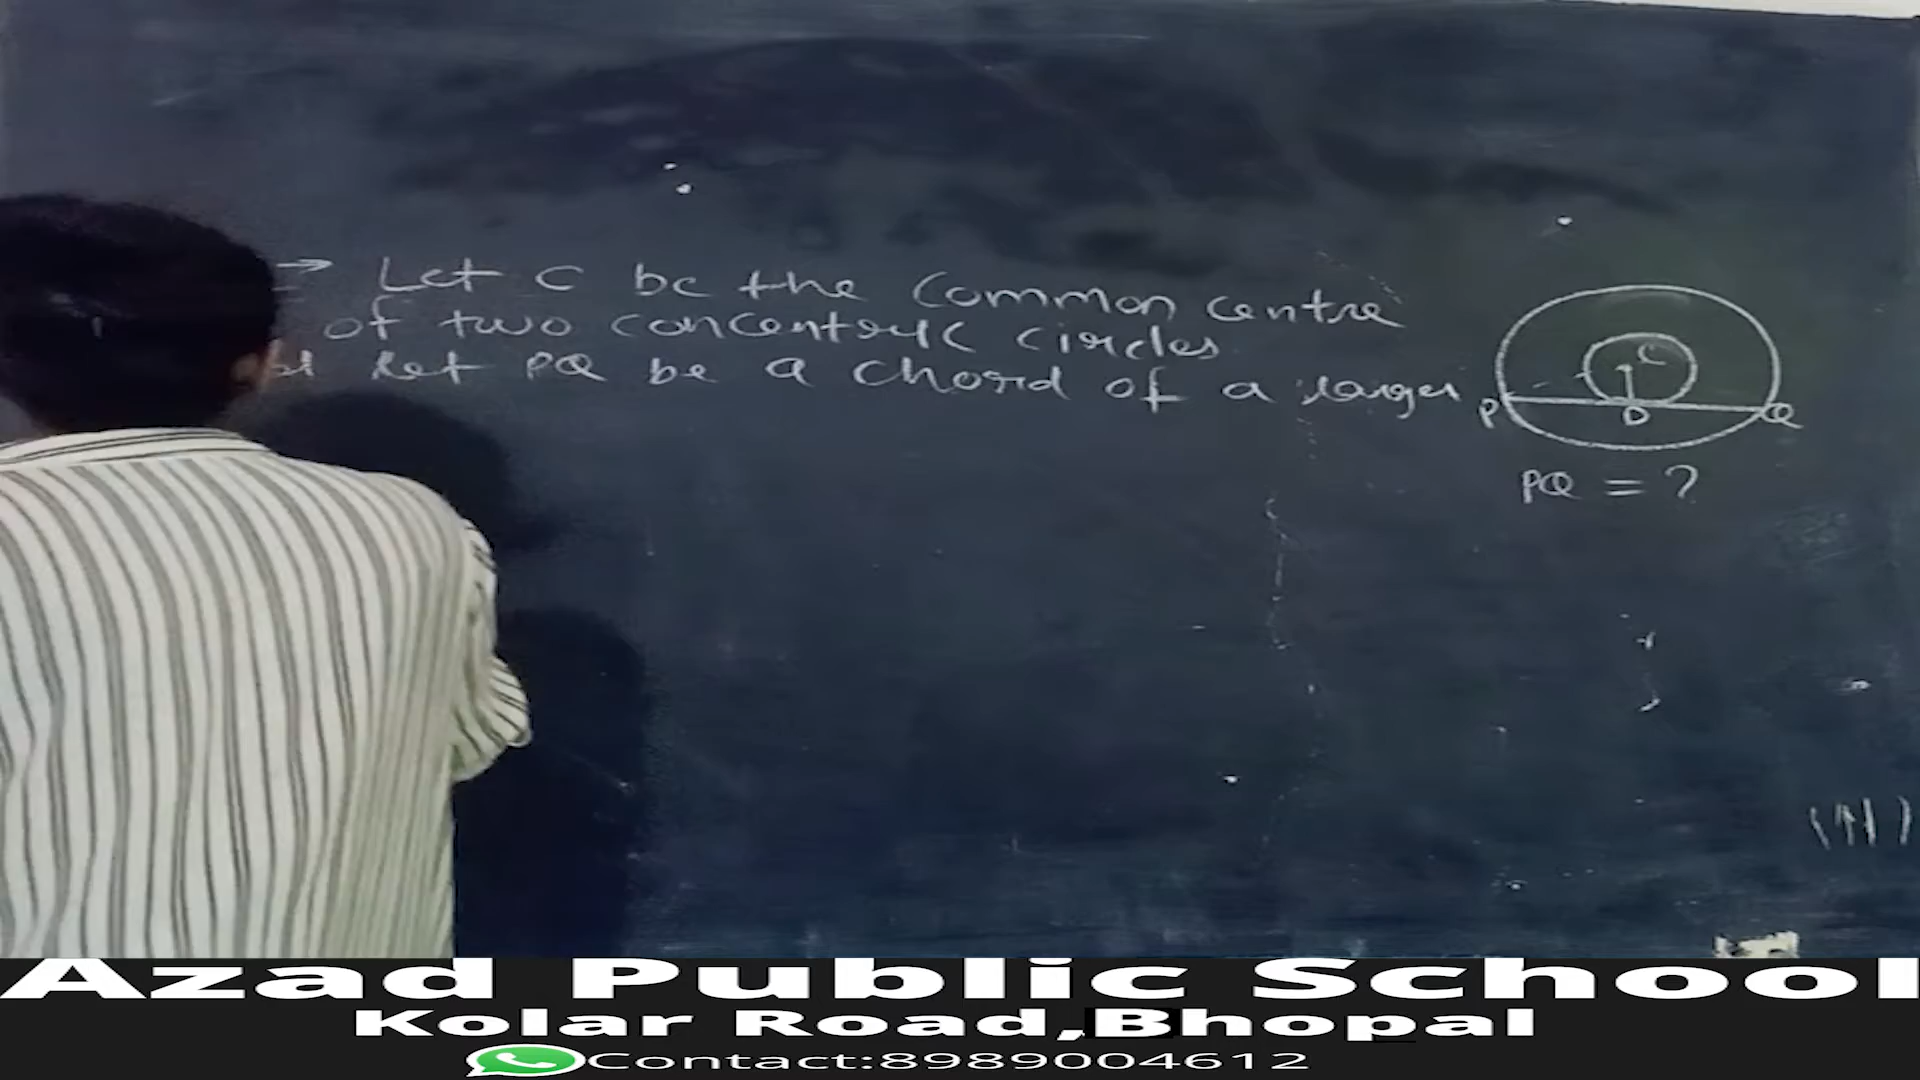 → Let C be the common centre
of two concentric circles
let PQ be a chord of a larger
C
P D Q
PQ = ?
Azad Public School
Kolar Road,Bhopal
Contact:8989004612